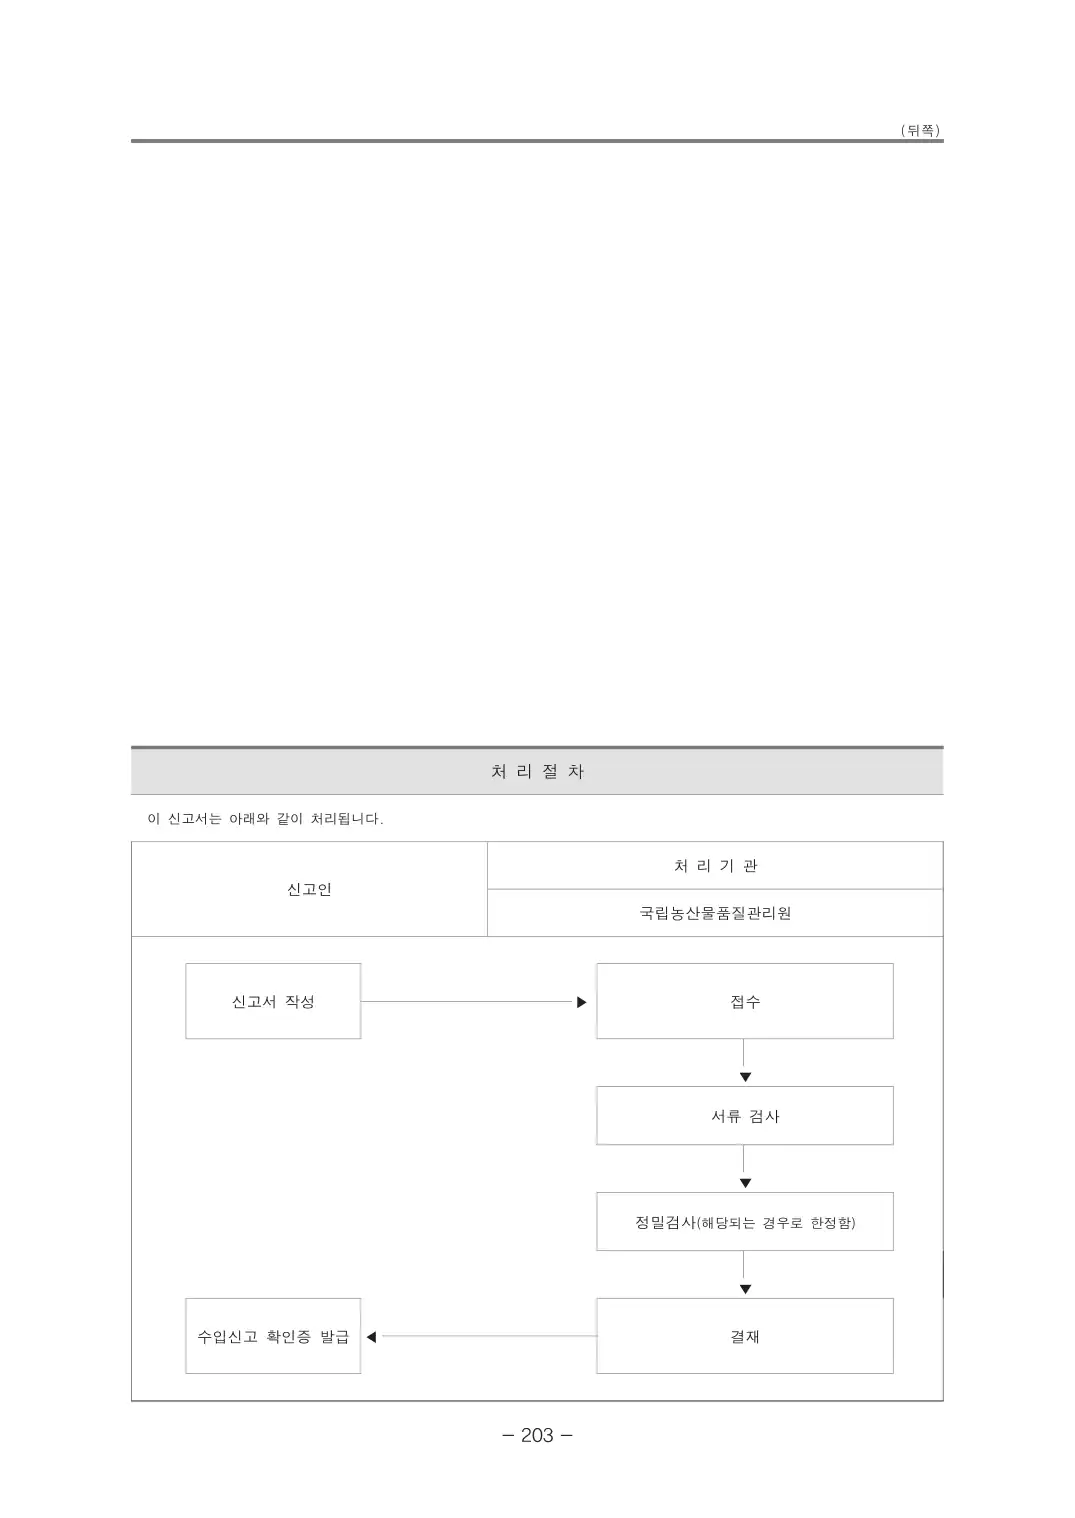 (뒤쪽)
처 리 절 차
이 신고서는 아래와 같이 처리됩니다.
신고인
처 리 기 관
국립농산물품질관리원
신고서 작성
접수
서류 검사
정밀검사(해당되는 경우로 한정함)
수입신고 확인증 발급
결재
- 203 -